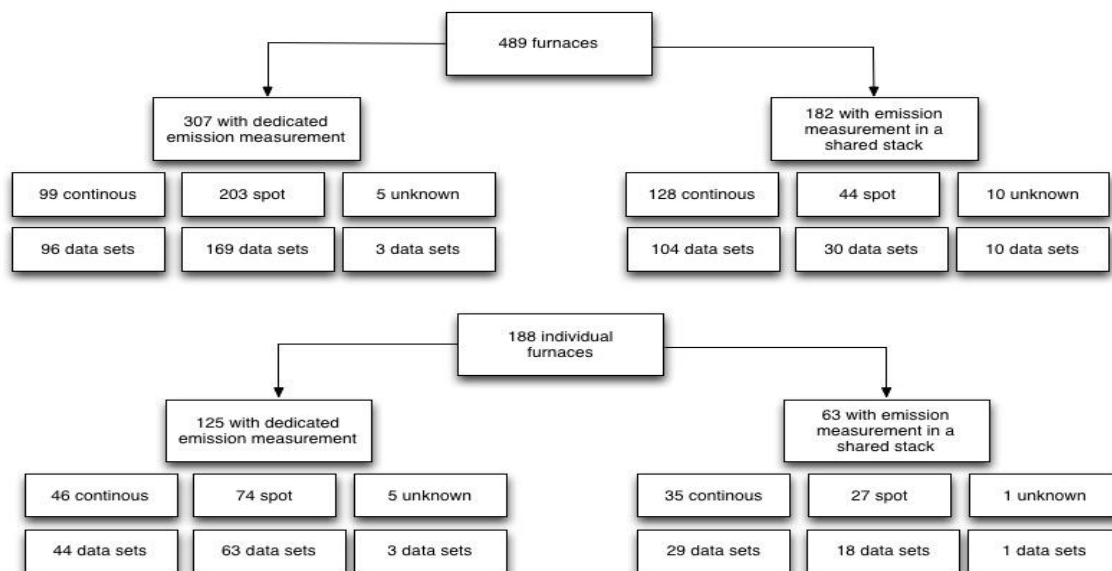 489 furnaces
307 with dedicated
emission measurement
182 with emission
measurement in a
shared stack
99 continous
203 spot
5 unknown
128 continous
44 spot
10 unknown
96 data sets
169 data sets
3 data sets
104 data sets
30 data sets
10 data sets
188 individual
furnaces
125 with dedicated
emission measurement
63 with emission
measurement in a
shared stack
46 continous
74 spot
5 unknown
35 continous
27 spot
1 unknown
44 data sets
63 data sets
3 data sets
29 data sets
18 data sets
1 data sets